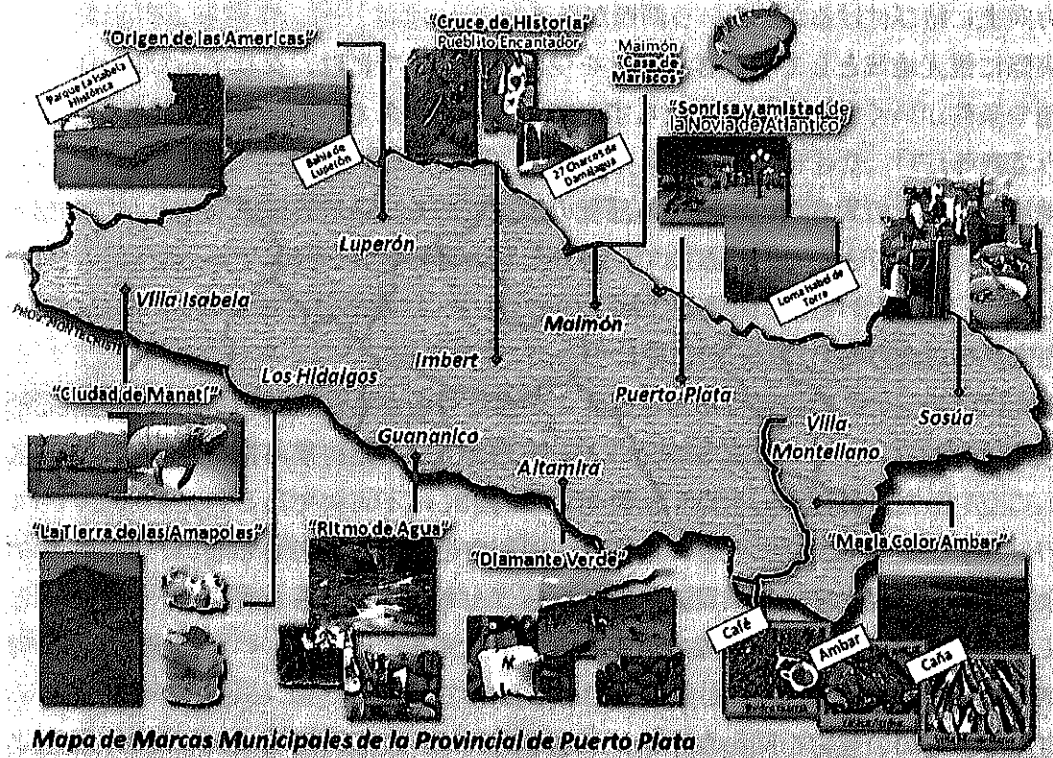 "Origen de las Americas"
Parque La Isabela
Histórica
Bahía de
Luperón
"Cruce de Historia"
Pueblito Encantador
27 Charcos de
Damajagua
Maimón
"Casa de
Mariscos"
"Sonrisa y amistad de
la Novia de Atlántico"
Loma Isabel de
Torre
Luperón
Villa Isabela
Maimón
Imbert
Los Hidalgos
Puerto Plata
Sosúa
Villa
Montellano
Guananico
Altamira
PROV. MONTECRISTI
"Ciudad de Manatí"
"La Tierra de las Amapolas"
"Ritmo de Agua"
"Diamante Verde"
"Magia Color Ambar"
Café
Ambar
Caña
Mapa de Marcas Municipales de la Provincial de Puerto Plata